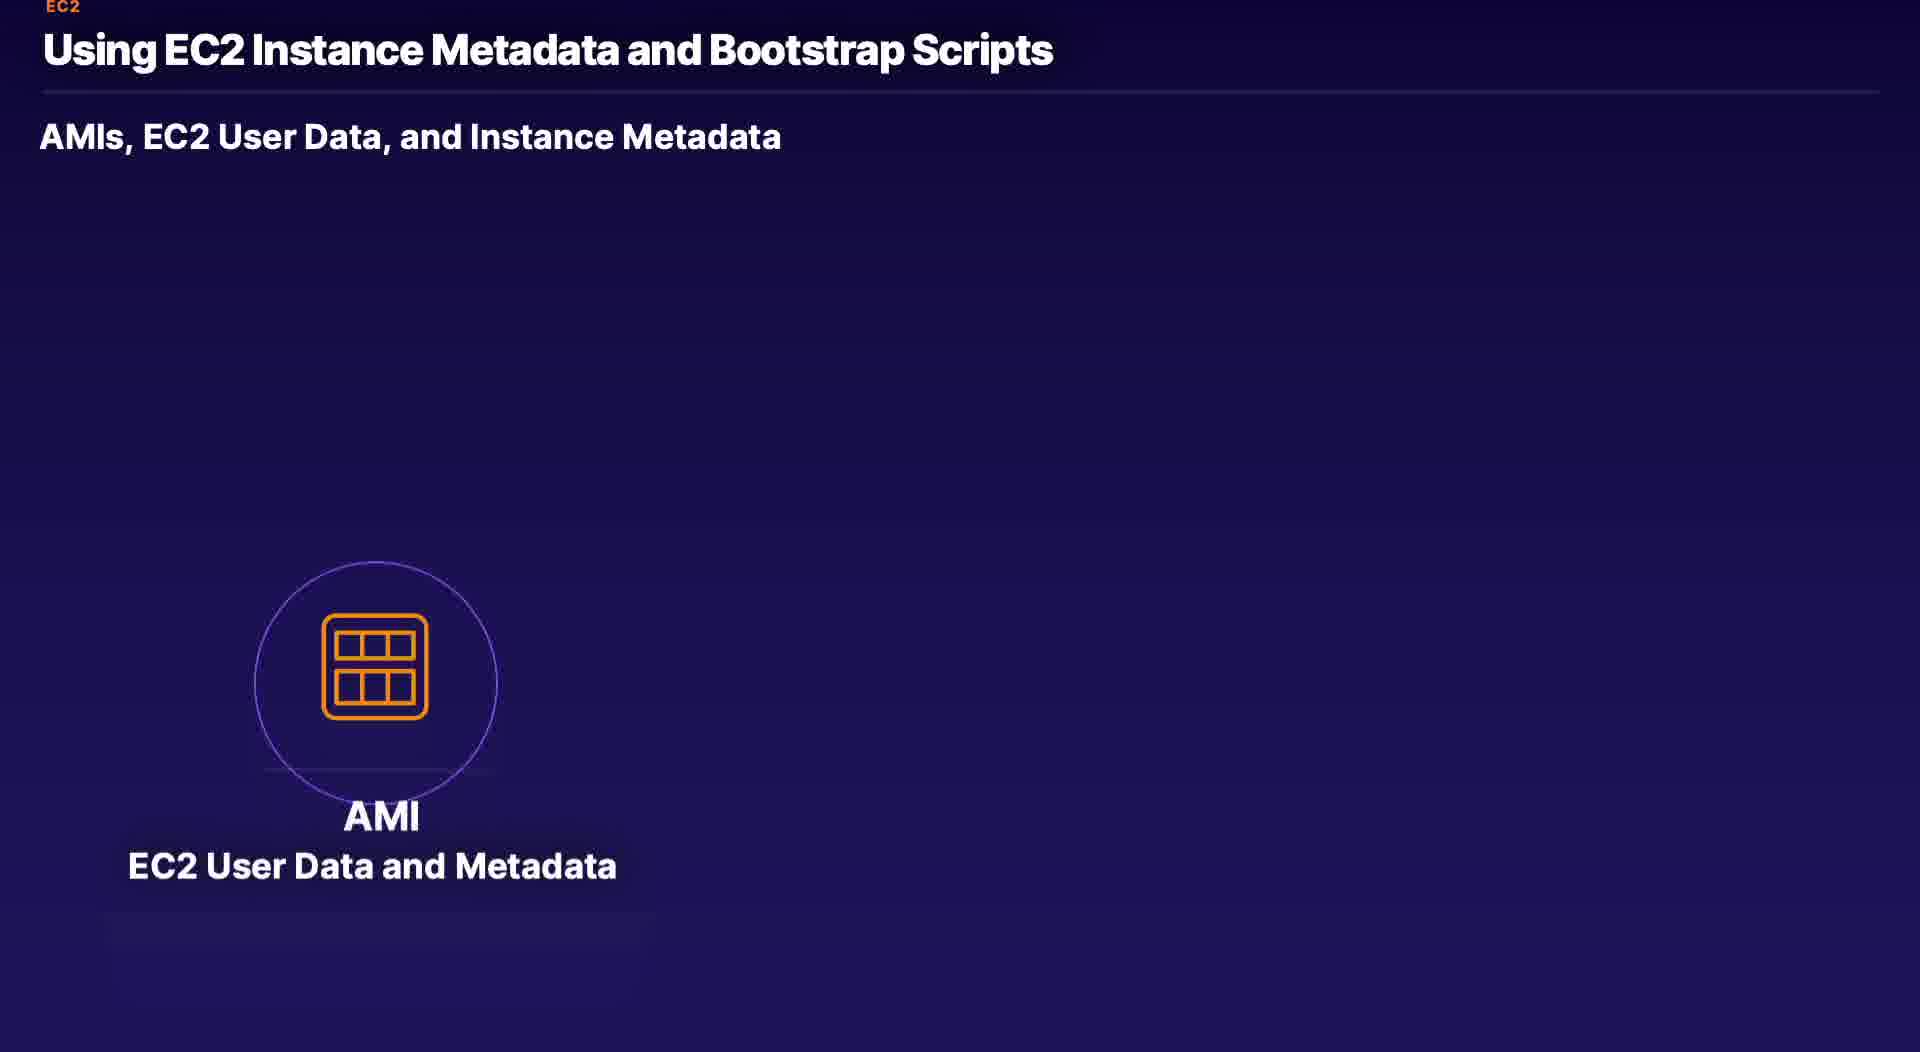 EC2
Using EC2 Instance Metadata and Bootstrap Scripts
AMIs, EC2 User Data, and Instance Metadata
AMI
EC2 User Data and Metadata